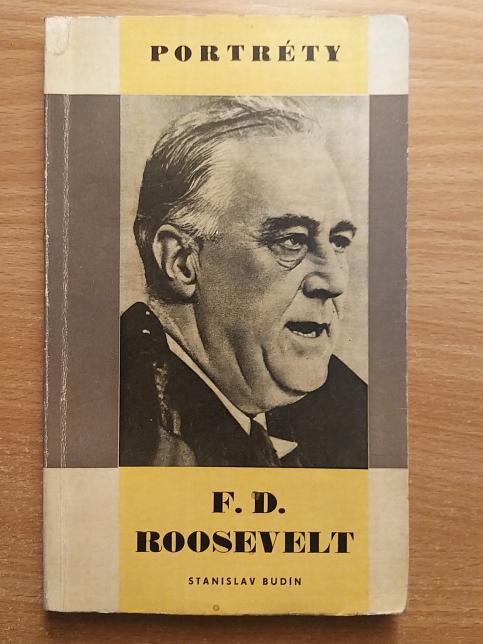 PORTRÉTY
F. D.
ROOSEVELT
STANISLAV BUDÍN